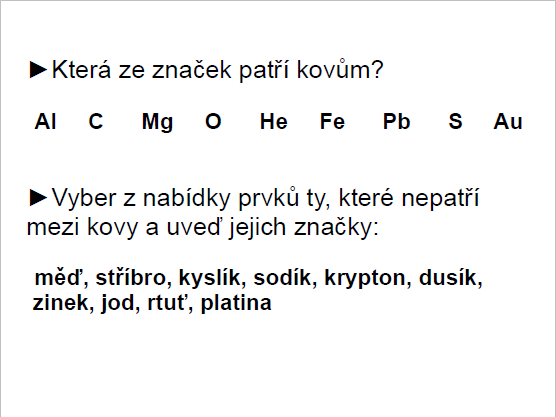 ►Která ze značek patří kovům?
Al C Mg O He Fe Pb S Au
►Vyber z nabídky prvků ty, které nepatří
mezi kovy a uveď jejich značky:
měď, stříbro, kyslík, sodík, krypton, dusík,
zinek, jod, rtuť, platina